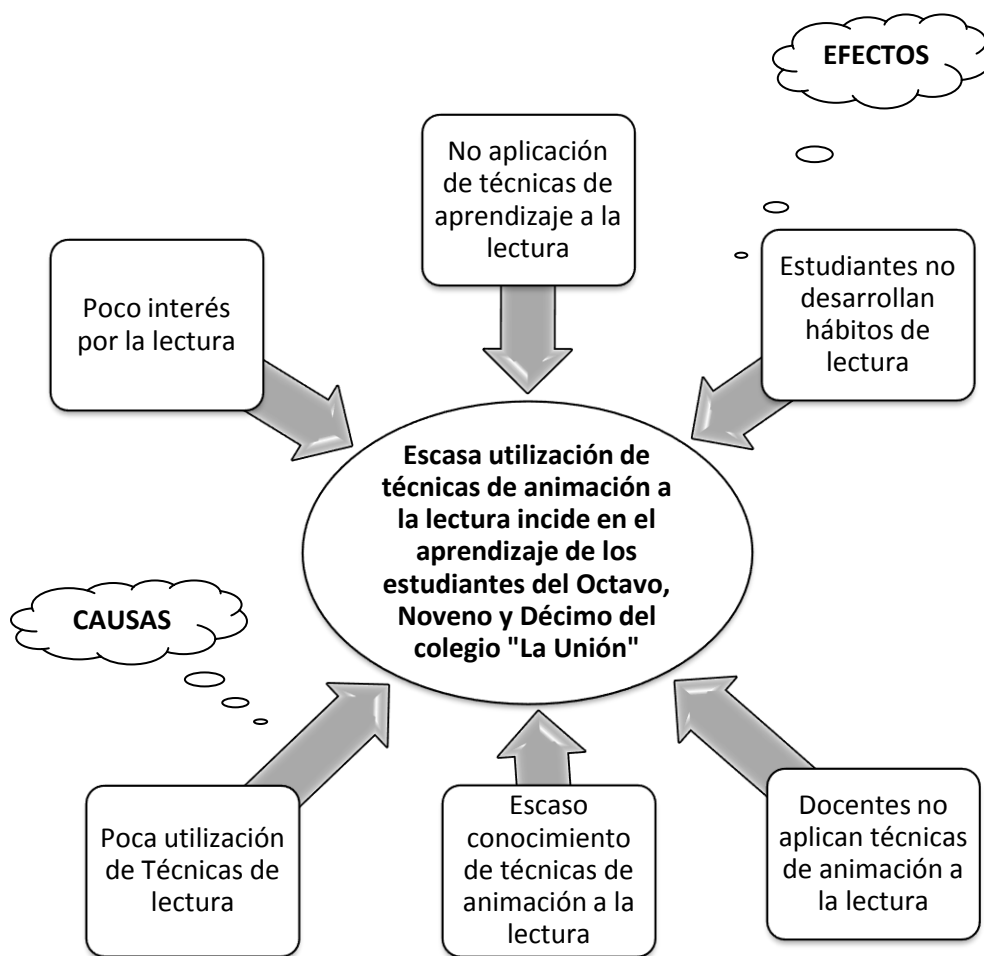 EFECTOS
No aplicación
de técnicas de
aprendizaje a la
lectura
Poco interés
por la lectura
Estudiantes no
desarrollan
hábitos de
lectura
Escasa utilización de
técnicas de animación a
la lectura incide en el
aprendizaje de los
estudiantes del Octavo,
Noveno y Décimo del
colegio "La Unión"
CAUSAS
Poca utilización
de Técnicas de
lectura
Escaso
conocimiento
de técnicas de
animación a la
lectura
Docentes no
aplican técnicas
de animación a
la lectura